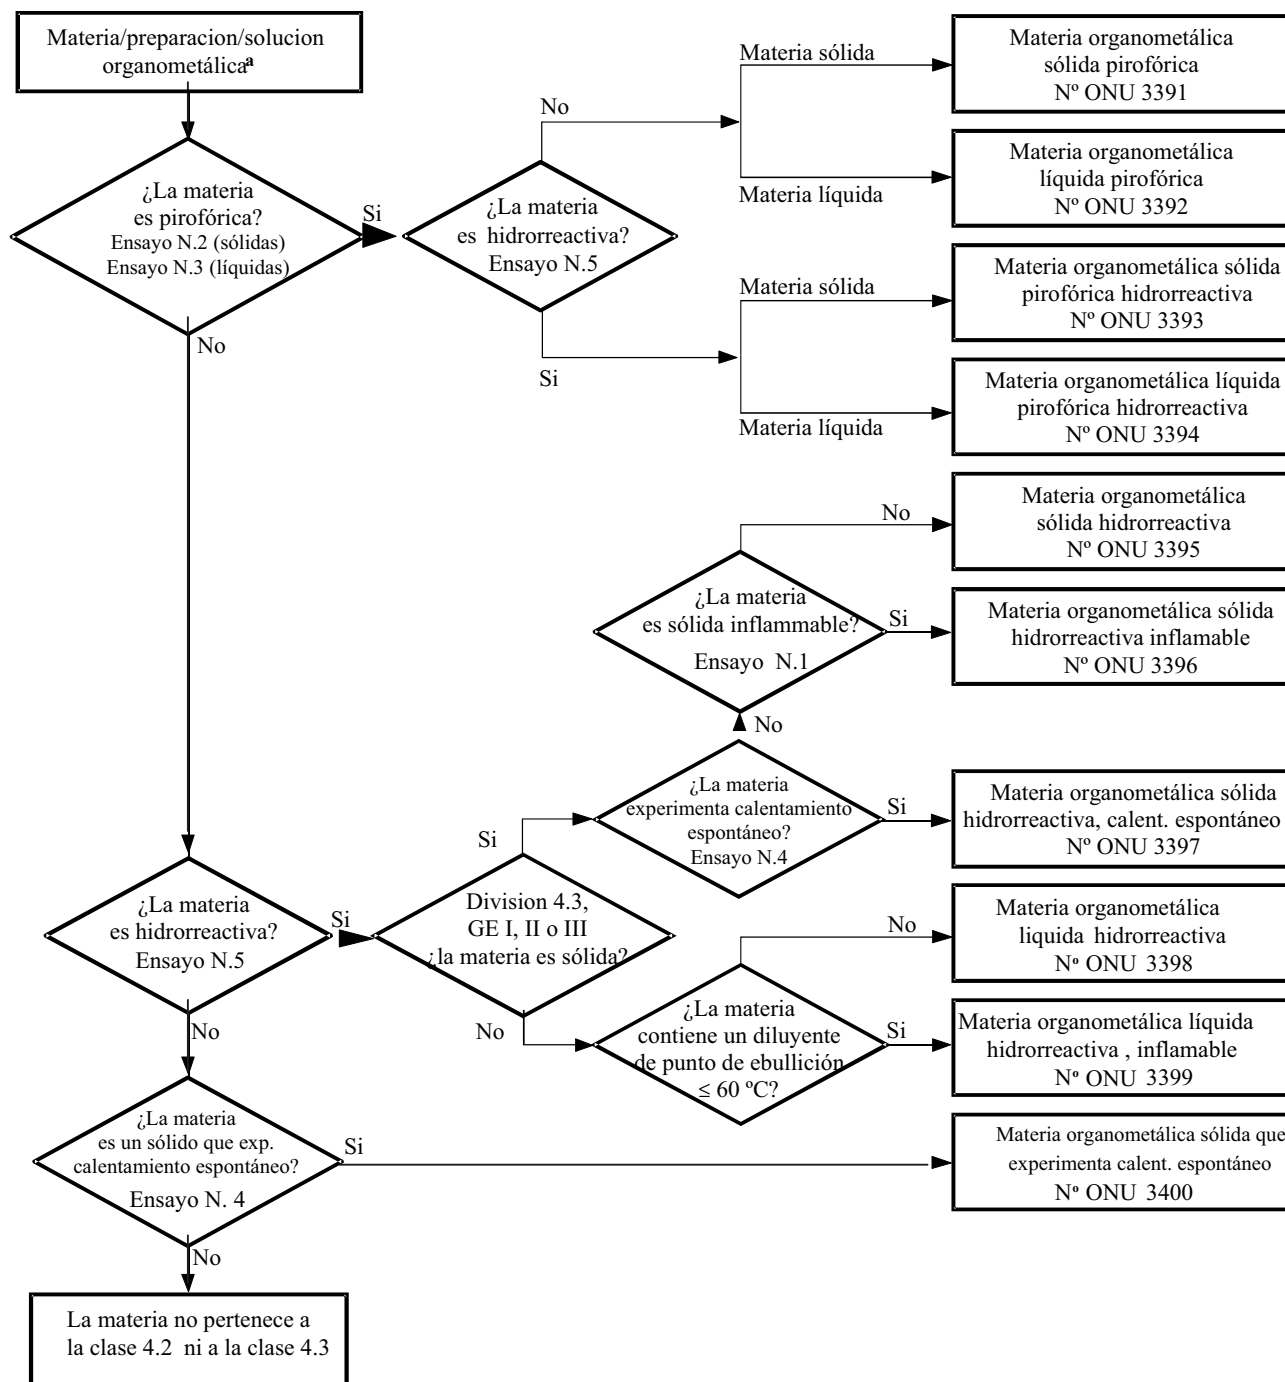 Materia/preparacion/solucion
organometálicaª
¿La materia
es pirofórica?
Ensayo N.2 (sólidas)
Ensayo N.3 (líquidas)
Si
No
¿La materia
es hidrorreactiva?
Ensayo N.5
No
Si
Materia sólida
Materia líquida
Materia sólida
Materia líquida
Materia organometálica
sólida pirofórica
Nº ONU 3391
Materia organometálica
líquida pirofórica
Nº ONU 3392
Materia organometálica sólida
pirofórica hidrorreactiva
Nº ONU 3393
Materia organometálica líquida
pirofórica hidrorreactiva
Nº ONU 3394
Materia organometálica
sólida hidrorreactiva
Nº ONU 3395
No
¿La materia
es sólida inflammable?
Ensayo N.1
Si
Materia organometálica sólida
hidrorreactiva inflamable
Nº ONU 3396
No
¿La materia
experimenta calentamiento
espontáneo?
Ensayo N.4
Si
Materia organometálica sólida
hidrorreactiva, calent. espontáneo
Nº ONU 3397
¿La materia
es hidrorreactiva?
Ensayo N.5
Si
No
Division 4.3,
GE I, II o III
¿la materia es sólida?
Si
No
¿La materia
contiene un diluyente
de punto de ebullición
≤ 60 ºC?
No
Si
Materia organometálica
liquida hidrorreactiva
Nº ONU 3398
Materia organometálica líquida
hidrorreactiva , inflamable
Nº ONU 3399
¿La materia
es un sólido que exp.
calentamiento espontáneo?
Ensayo N. 4
Si
No
Materia organometálica sólida que
experimenta calent. espontáneo
Nº ONU 3400
La materia no pertenece a
la clase 4.2 ni a la clase 4.3